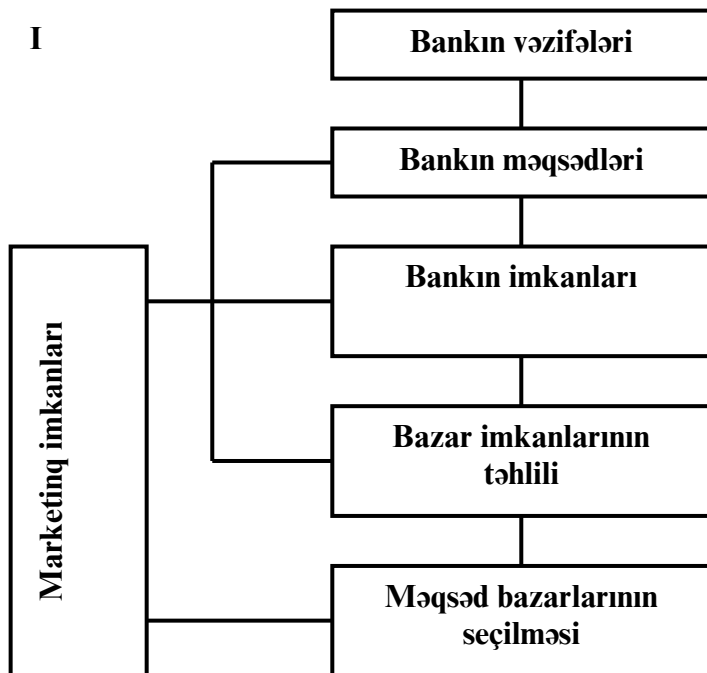 I
Bankın vəzifələri
Bankın məqsədləri
Bankın imkanları
Marketinq imkanları
Bazar imkanlarının
təhlili
Məqsəd bazarlarının
seçilməsi